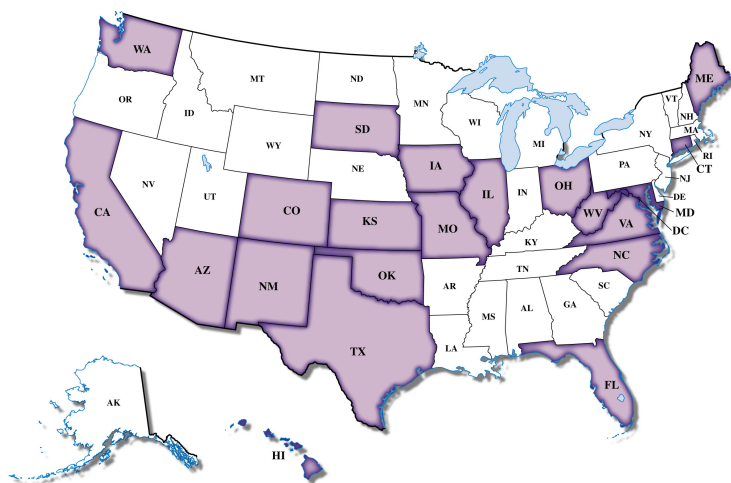 WA
MT
ND
MN
ME
VT
NH
OR
ID
SD
WI
MI
NY
MA
RI
CT
WY
IA
NE
PA
NJ
NV
UT
CO
IL
IN
OH
DE
MD
DC
CA
KS
MO
WV
VA
KY
AZ
NM
OK
AR
TN
NC
SC
MS
AL
GA
TX
LA
FL
AK
HI